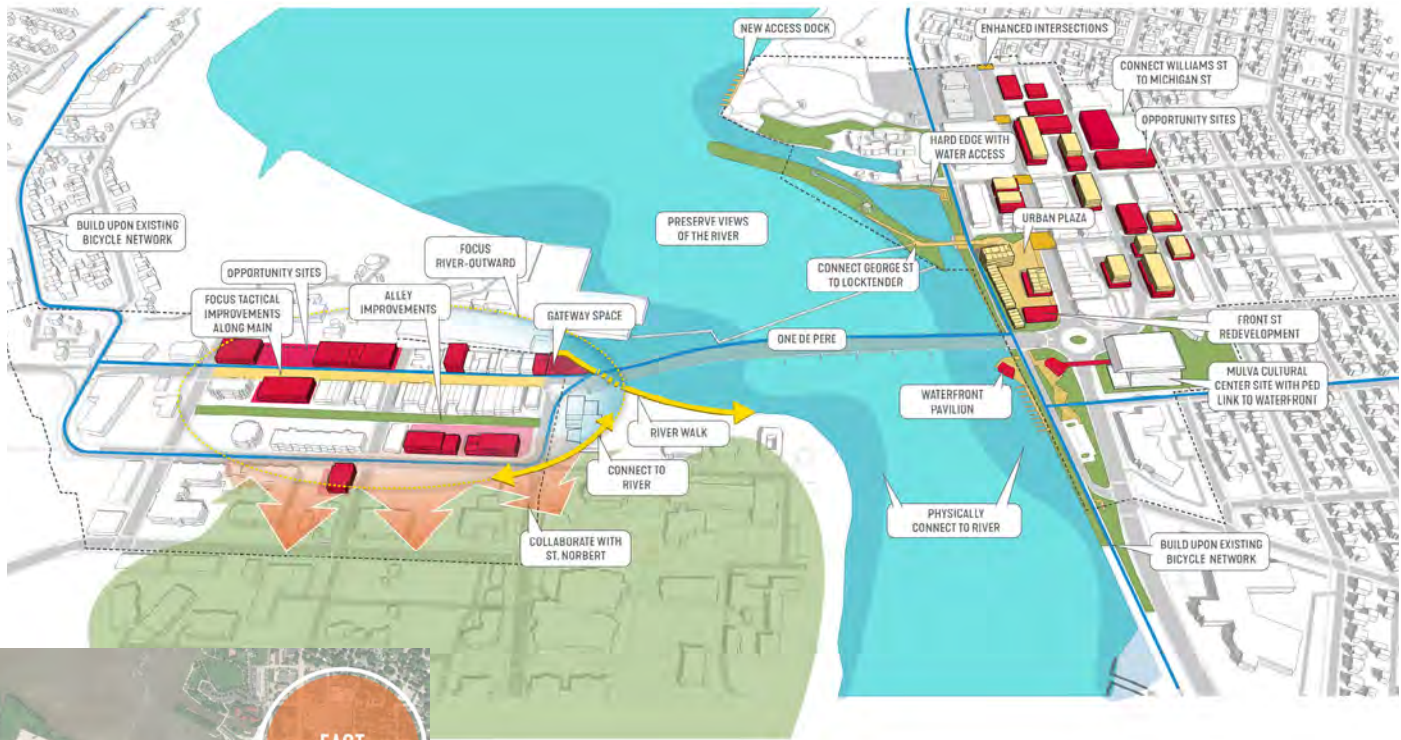 NEW ACCESS DOCK
ENHANCED INTERSECTIONS
CONNECT WILLIAMS ST
TO MICHIGAN ST
OPPORTUNITY SITES
HARD EDGE WITH
WATER ACCESS
BUILD UPON EXISTING
BICYCLE NETWORK
PRESERVE VIEWS
OF THE RIVER
URBAN PLAZA
FOCUS
RIVER-OUTWARD
OPPORTUNITY SITES
CONNECT GEORGE ST
TO LOCKTENDER
FOCUS TACTICAL
IMPROVEMENTS
ALONG MAIN
ALLEY
IMPROVEMENTS
GATEWAY SPACE
FRONT ST
REDEVELOPMENT
ONE DE PERE
MULVA CULTURAL
CENTER SITE WITH PED
LINK TO WATERFRONT
WATERFRONT
PAVILION
RIVER WALK
CONNECT TO
RIVER
PHYSICALLY
CONNECT TO RIVER
COLLABORATE WITH
ST. NORBERT
BUILD UPON EXISTING
BICYCLE NETWORK